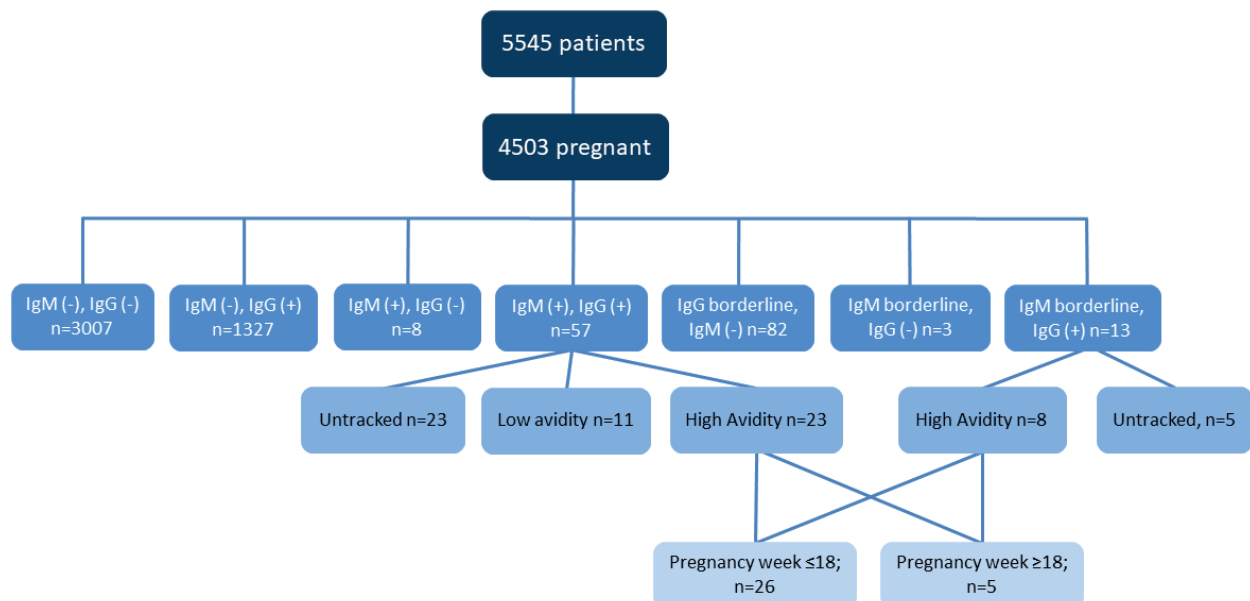 5545 patients
4503 pregnant
IgM (-), IgG (-)
n=3007
IgM (-), IgG (+)
n=1327
IgM (+), IgG (-)
n=8
IgM (+), IgG (+)
n=57
IgG borderline,
IgM (-) n=82
IgM borderline,
IgG (-) n=3
IgM borderline,
IgG (+) n=13
Untracked n=23
Low avidity n=11
High Avidity n=23
High Avidity n=8
Untracked, n=5
Pregnancy week ≤18;
n=26
Pregnancy week ≥18;
n=5